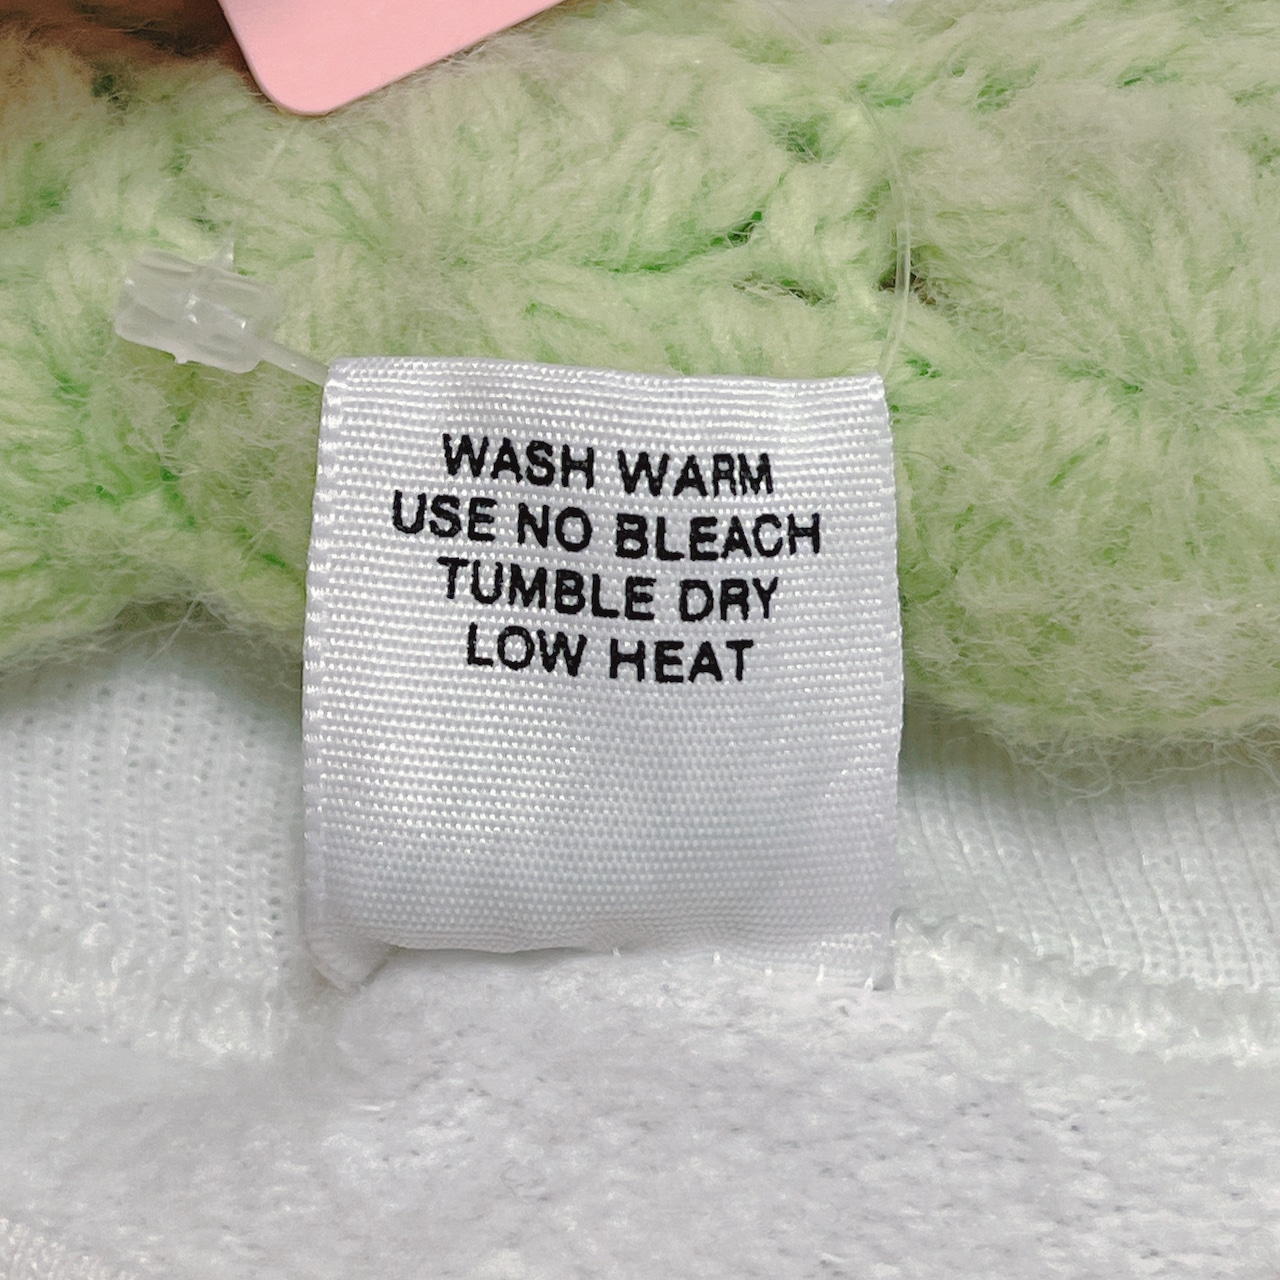 WASH WARM
USE NO BLEACH
TUMBLE DRY
LOW HEAT